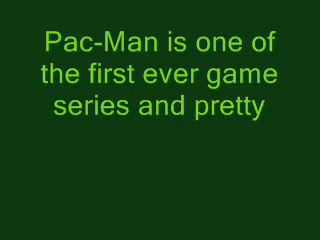 Pac-Man is one of
the first ever game
series and pretty